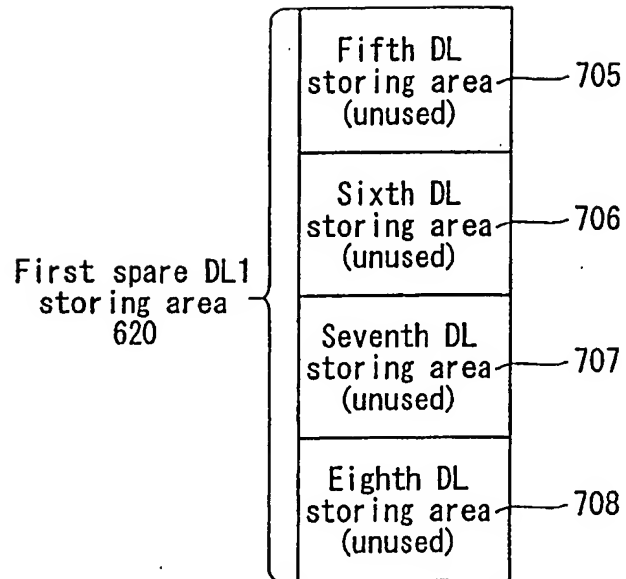 Fifth DL
storing area
(unused)
705
Sixth DL
storing area
(unused)
706
First spare DL1
storing area
620
Seventh DL
storing area
(unused)
707
Eighth DL
storing area
(unused)
708